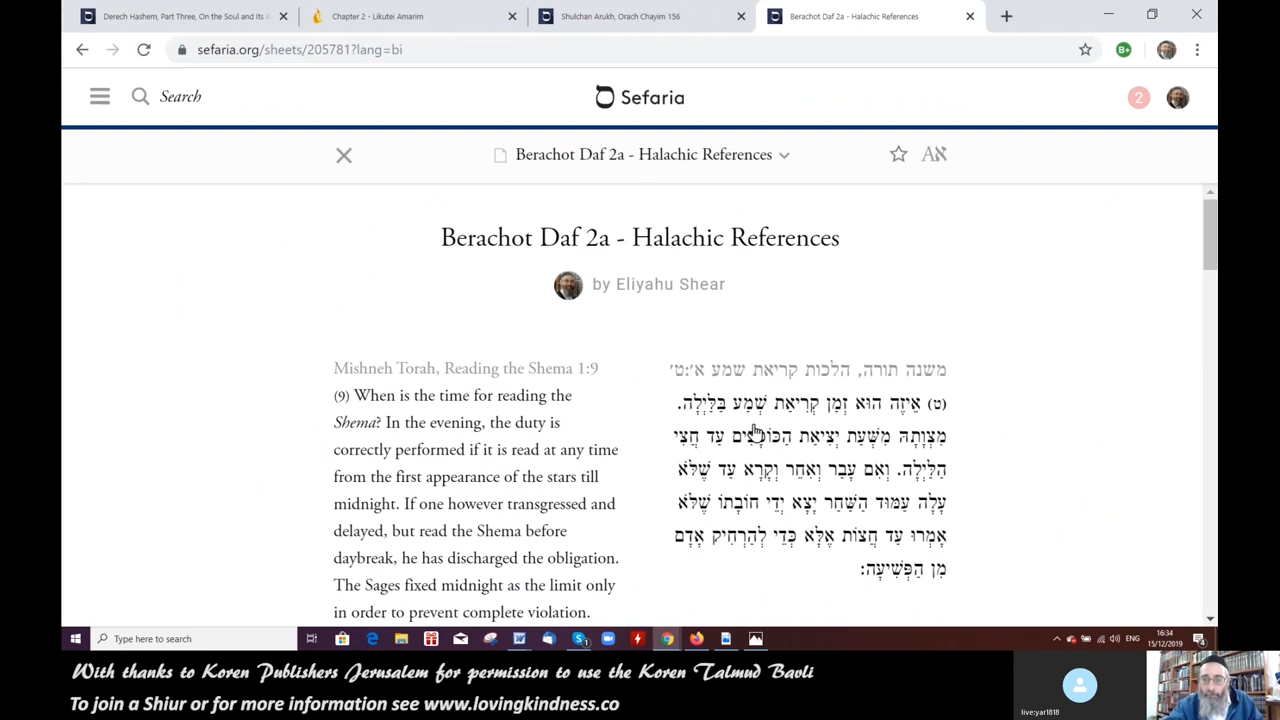 Derech Hashem, Part Three, On the Soul and Its A
Chapter 2 - Likutei Amarim
Shulchan Arukh, Orach Chayim 156
Berachot Daf 2a - Halachic References
sefaria.org/sheets/205781?lang=bi
Search
Sefaria
2
Berachot Daf 2a - Halachic References
Aא
Berachot Daf 2a - Halachic References
by Eliyahu Shear
Mishneh Torah, Reading the Shema 1:9
(9) When is the time for reading the
Shema? In the evening, the duty is
correctly performed if it is read at any time
from the first appearance of the stars till
midnight. If one however transgressed and
delayed, but read the Shema before
daybreak, he has discharged the obligation.
The Sages fixed midnight as the limit only
in order to prevent complete violation.
משנה תורה, הלכות קריאת שמע א׳:ט׳
(ט) אֵיזֶה הוּא זְמַן קְרִיאַת שְׁמַע בַּלַּיְלָה.
מִצְוָתָהּ מִשְּׁעַת יְצִיאַת הַכּוֹכָבִים עַד חֲצִי
הַלַּיְלָה. וְאִם עָבַר וְאִחֵר וְקָרָא עַד שֶׁלֹּא
עָלָה עַמּוּד הַשַּׁחַר יָצָא יְדֵי חוֹבָתוֹ שֶׁלֹּא
אָמְרוּ עַד חֲצוֹת אֶלָּא כְּדֵי לְהַרְחִיק אָדָם
מִן הַפְּשִׁיעָה:
Type here to search
ENG
16:34
15/12/2019
4
With thanks to Koren Publishers Jerusalem for permission to use the Koren Talmud Bavli
To join a Shiur or for more information see www.lovingkindness.co
live:yar1818